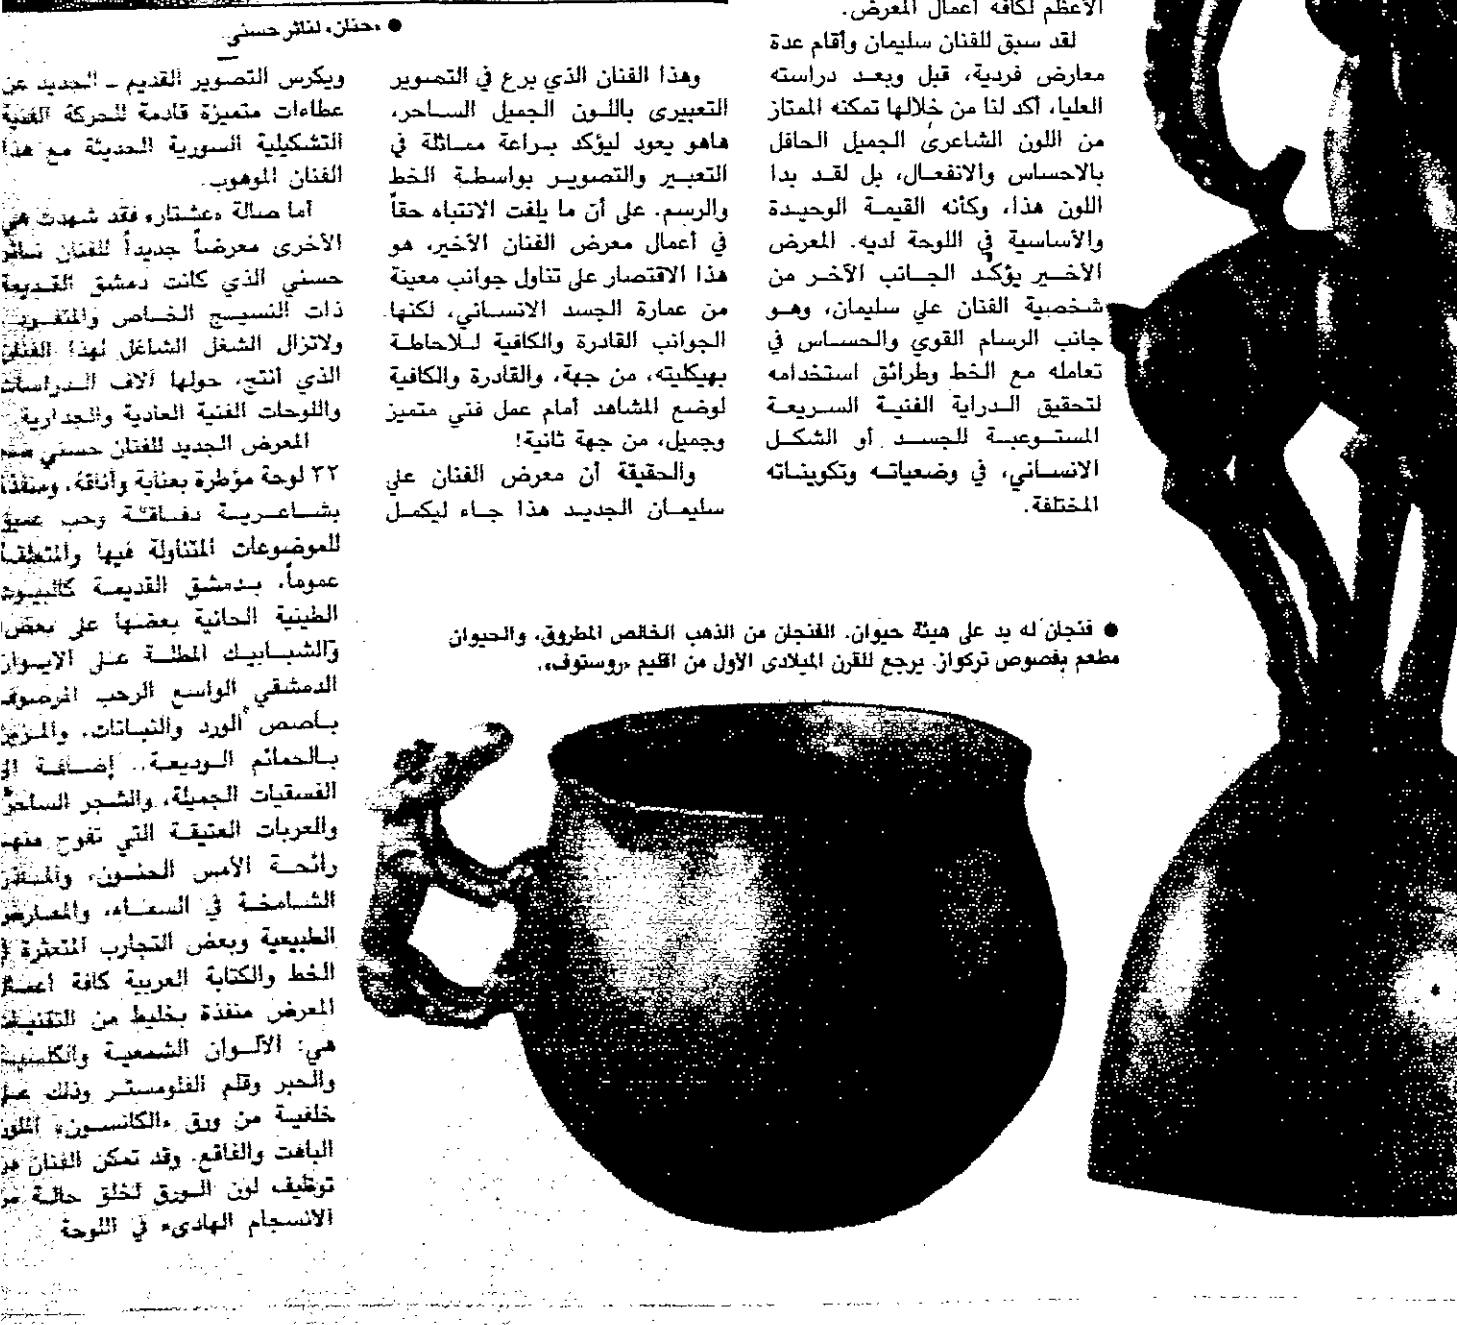 الأعظم لكافة أعمال المعرض.
لقد سبق للفنان سليمان وأقام عدة
معارض فردية، قبل وبعد دراسته
العليا، أكد لنا من خلالها تمكنه الممتاز
من اللون الشاعرى الجميل الحافل
بالاحساس والانفعال، بل لقد بدا
اللون هذا، وكأنه القيمة الوحيدة
والأساسية في اللوحة لديه. المعرض
الأخير يؤكد الجانب الآخر من
شخصية الفنان علي سليمان، وهو
جانب الرسام القوي والحساس في
تعامله مع الخط وطرائق استخدامه
لتحقيق الدراية الفنية السريعة
المستوعبة للجسد أو الشكل
الانساني، في وضعياته وتكويناته
المختلفة.
وهذا الفنان الذي برع في التصوير
التعبيرى باللون الجميل الساحر،
هاهو يعود ليؤكد براعة مماثلة في
التعبير والتصوير بواسطة الخط
والرسم. على أن ما يلفت الانتباه حقاً
في أعمال معرض الفنان الأخير، هو
هذا الاقتصار على تناول جوانب معينة
من عمارة الجسد الانساني، لكنها
الجوانب القادرة والكافية للاحاطة
بهيكليته، من جهة، والقادرة والكافية
لوضع المشاهد أمام عمل فني متميز
وجميل، من جهة ثانية!
والحقيقة أن معرض الفنان علي
سليمان الجديد هذا جاء ليكمل
● «حنان» لناثر حسني
ويكرس التصوير القديم ـ الجديد عن
عطاءات متميزة قادمة للحركة الفنية
التشكيلية السورية الحديثة مع هذا
الفنان الموهوب.
أما صالة «عشتار» فقد شهدت هي
الأخرى معرضاً جديداً للفنان
حسني الذي كانت دمشق القديمة
ذات النسيج الخاص والمتفرد
ولاتزال الشغل الشاغل لهذا الفنان
الذي أنتج، حولها آلاف الدراسات
واللوحات الفنية العادية والجدارية
المعرض الجديد للفنان حسني ضم
٣٢ لوحة مؤطرة بعناية وأناقة، ومنفذة
بشاعرية دفاقة وحب عميق
للموضوعات المتناولة فيها والمتعلقة
عموماً، بدمشق القديمة كالبيوت
الطينية الحانية بعضها على بعض
والشبابيك المطلة على الايوان
الدمشقي الواسع الرحب المرصوف
بأصص الورد والنباتات، والمزين
بالحمائم الوديعة.. إضافة إلى
الفسقيات الجميلة، والشجر الساحر
والعربات العتيقة التي تفوح منها
رائحة الأمس الحنون، والمآذن
الشامخة في السماء، والمعارض
الطبيعية وبعض التجارب المتعثرة في
الخط والكتابة العربية كافة أعمال
المعرض منفذة بخليط من التقنيات
هي: الألوان الشمعية
والحبر وقلم الفلومستر وذلك على
خلفية من ورق «الكانسون» الملون
الباهت والفاقع. وقد تمكن الفنان من
توظيف لون الورق لخلق حالة من
الانسجام الهادىء في اللوحة
● فنجان له يد على هيئة حيوان. الفنجان من الذهب الخالص المطروق، والحيوان
مطعم بفصوص تركواز. يرجع للقرن الميلادى الأول من اقليم «روستوف».